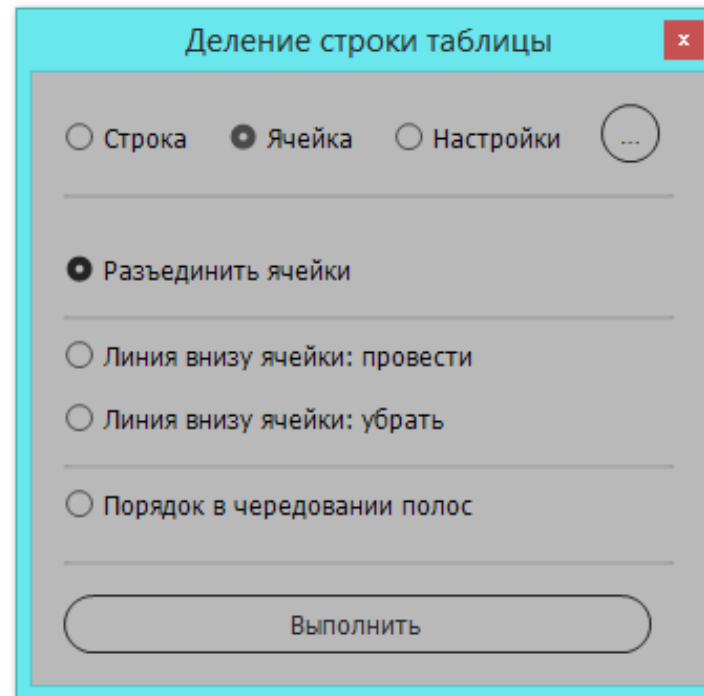 Деление строки таблицы
x
Строка Ячейка Настройки ...
Разъединить ячейки
Линия внизу ячейки: провести
Линия внизу ячейки: убрать
Порядок в чередовании полос
Выполнить